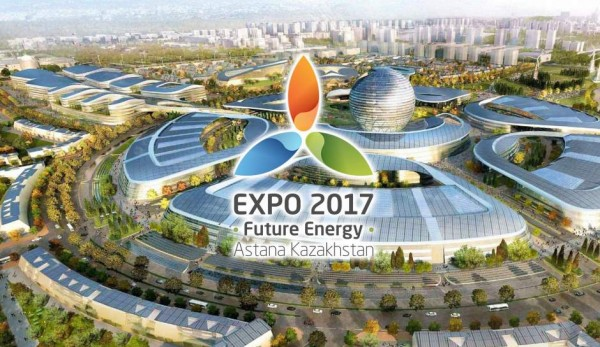 EXPO 2017
• Future Energy •
Astana Kazakhstan